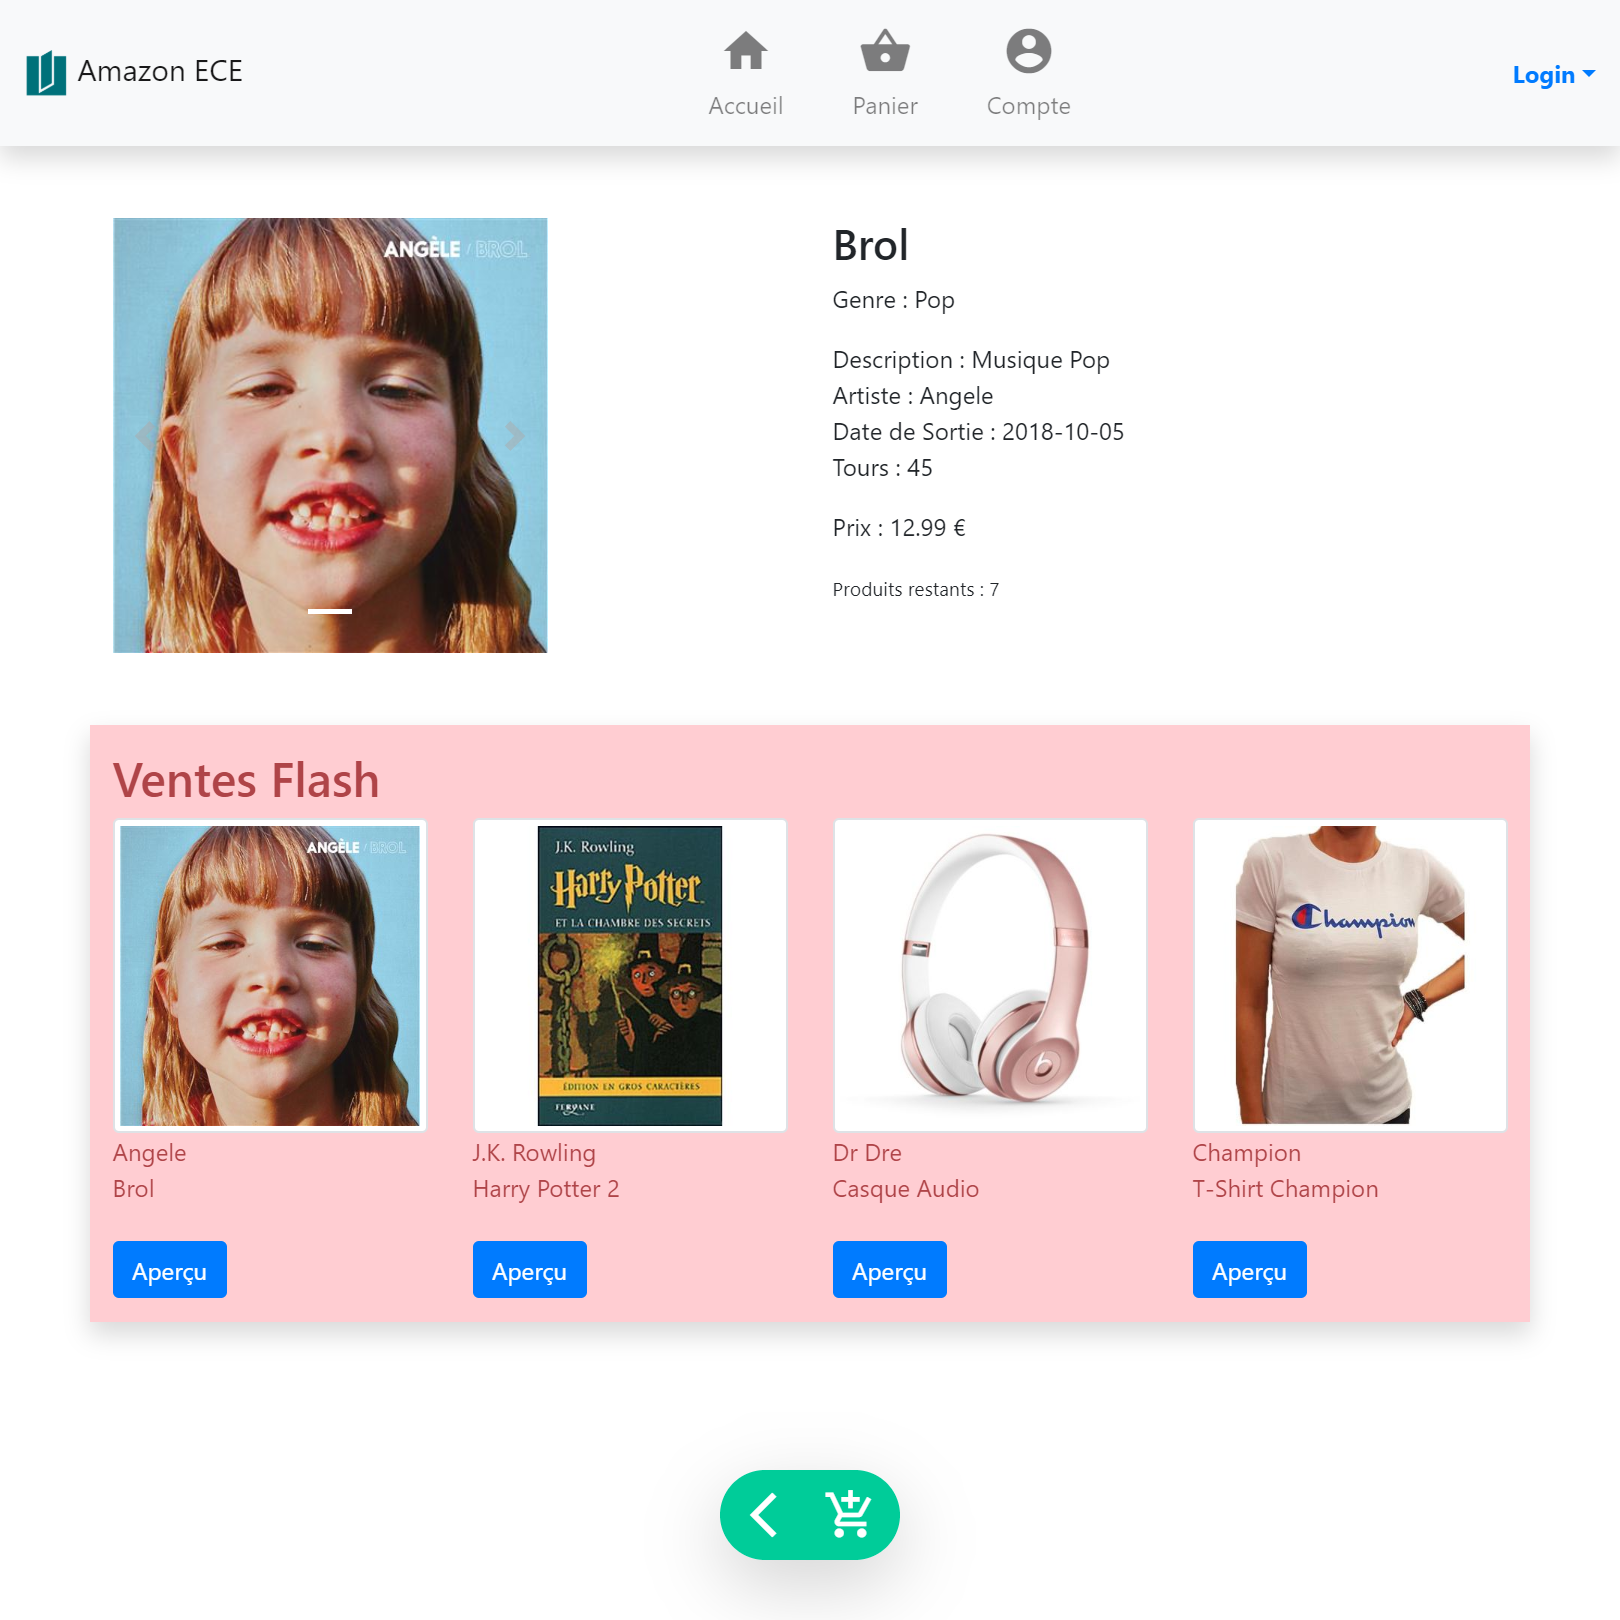 Amazon ECE
Accueil
Panier
Compte
Login
ANGÈLE / BROL
Brol
Genre : Pop
Description : Musique Pop
Artiste : Angele
Date de Sortie : 2018-10-05
Tours : 45
Prix : 12.99 €
Produits restants : 7
Ventes Flash
ANGÈLE / BROL
J.K. Rowling
Harry Potter
ET LA CHAMBRE DES SECRETS
ÉDITION EN GROS CARACTÈRES
FERYANE
b
Champion
Angele
Brol
J.K. Rowling
Harry Potter 2
Dr Dre
Casque Audio
Champion
T-Shirt Champion
Aperçu
Aperçu
Aperçu
Aperçu